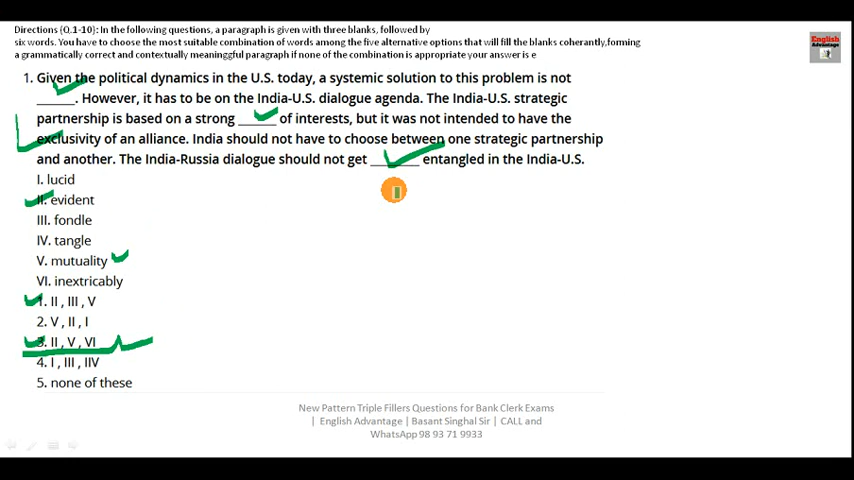 Directions (Q.1-10): In the following questions, a paragraph is given with three blanks, followed by
six words. You have to choose the most suitable combination of words among the five alternative options that will fill the blanks coherantly,forming
a grammatically correct and contextually meaninggful paragraph if none of the combination is appropriate your answer is e
English
Advantage
1. Given the political dynamics in the U.S. today, a systemic solution to this problem is not
______. However, it has to be on the India-U.S. dialogue agenda. The India-U.S. strategic
partnership is based on a strong ______ of interests, but it was not intended to have the
exclusivity of an alliance. India should not have to choose between one strategic partnership
and another. The India-Russia dialogue should not get ________ entangled in the India-U.S.
I. lucid
II. evident
III. fondle
IV. tangle
V. mutuality
VI. inextricably
1. II , III , V
2. V , II , I
3. II , V , VI
4. I , III , IIV
5. none of these
New Pattern Triple Fillers Questions for Bank Clerk Exams
| English Advantage | Basant Singhal Sir | CALL and
WhatsApp 98 93 71 9933